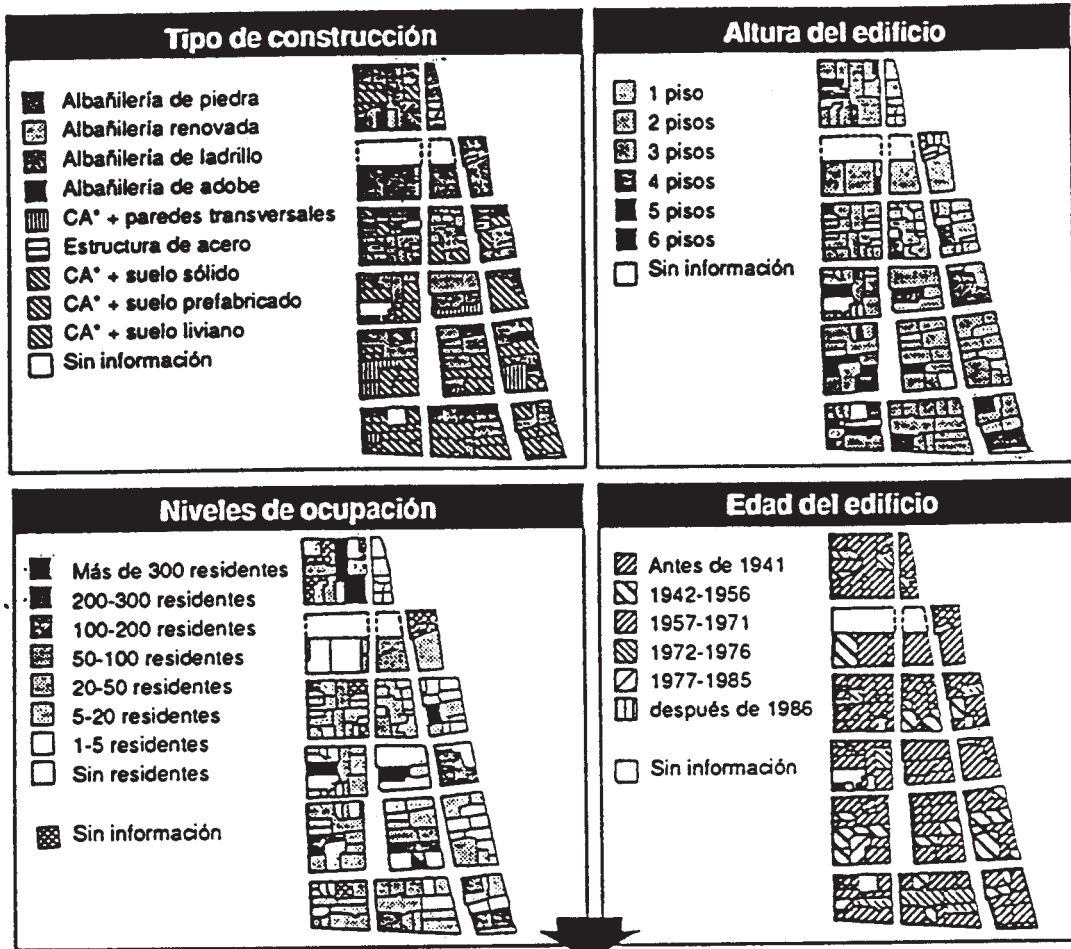 Tipo de construcción
Albañilería de piedra
Albañilería renovada
Albañilería de ladrillo
Albañilería de adobe
CA* + paredes transversales
Estructura de acero
CA* + suelo sólido
CA* + suelo prefabricado
CA* + suelo liviano
Sin información
Altura del edificio
1 piso
2 pisos
3 pisos
4 pisos
5 pisos
6 pisos
Sin información
Niveles de ocupación
Más de 300 residentes
200-300 residentes
100-200 residentes
50-100 residentes
20-50 residentes
5-20 residentes
1-5 residentes
Sin residentes
Sin información
Edad del edificio
Antes de 1941
1942-1956
1957-1971
1972-1976
1977-1985
después de 1986
Sin información